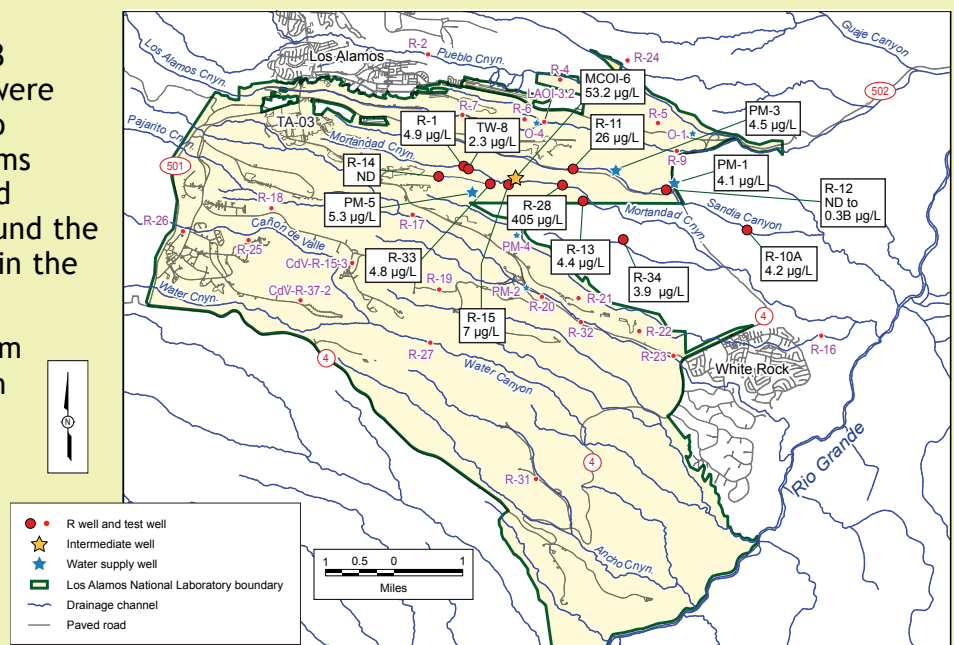 3
were
o
ms
d
und the
in the
m
n
R-2
Los Alamos
Pueblo Cnyn.
R-24
Guaje Canyon
Los Alamos Cnyn.
R-4
MCOI-6
53.2 µg/L
502
LAOI-3.2
TA-03
R-7
R-6
O-4
R-5
O-1
PM-3
4.5 µg/L
R-1
4.9 µg/L
TW-8
2.3 µg/L
R-11
26 µg/L
Pajarito Cnyn.
Mortandad Cnyn.
R-9
501
R-14
ND
PM-1
4.1 µg/L
R-12
ND to
0.3B µg/L
R-18
PM-5
5.3 µg/L
R-28
405 µg/L
Mortandad Cnyn.
Sandia Canyon
R-26
Cañon de Valle
R-17
R-25
PM-4
R-13
4.4 µg/L
R-10A
4.2 µg/L
CdV-R-15-3
R-33
4.8 µg/L
R-34
3.9 µg/L
Water Cnyn.
CdV-R-37-2
R-19
PM-2
R-20
R-21
R-15
7 µg/L
R-32
R-22
4
R-16
4
R-27
R-23
White Rock
Water Canyon
N
4
Rio Grande
R-31
Ancho Cnyn.
R well and test well
Intermediate well
Water supply well
Los Alamos National Laboratory boundary
Drainage channel
Paved road
1 0.5 0 1
Miles